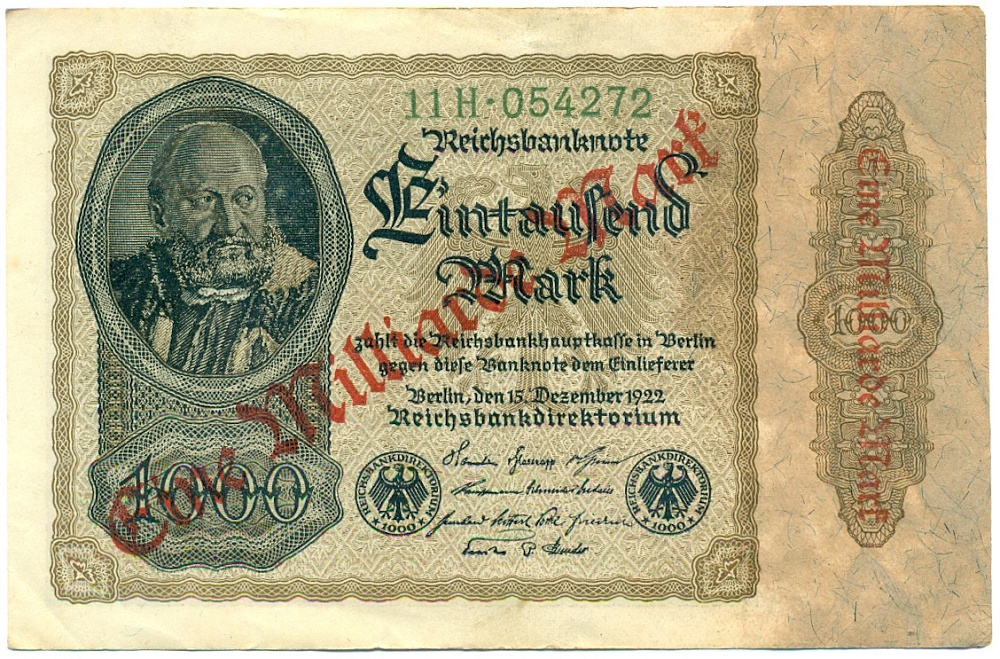 11H·054272
Reichsbanknote
Eintausend
Mark
zahlt die Reichsbankhauptkasse in Berlin
gegen diese Banknote dem Einlieferer
Berlin, den 15. Dezember 1922
Reichsbankdirektorium
Eine Milliarde Mark
1000
REICHSBANKDIREKTORIUM
1000
REICHSBANKDIREKTORIUM
1000
Eine Milliarde Mark
1000